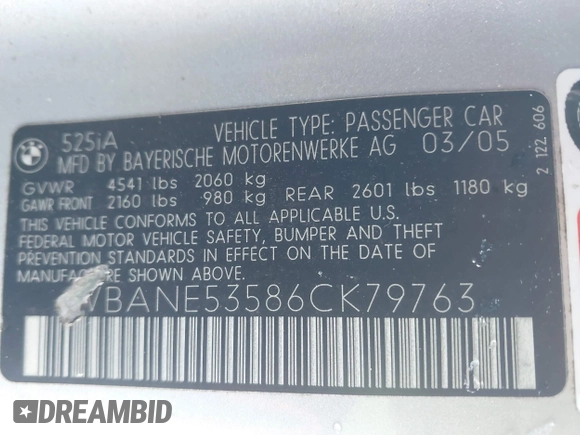 525iA VEHICLE TYPE: PASSENGER CAR
MFD BY BAYERISCHE MOTORENWERKE AG 03/05
GVWR 4541 lbs 2060 kg
GAWR FRONT 2160 lbs 980 kg REAR 2601 lbs 1180 kg
THIS VEHICLE CONFORMS TO ALL APPLICABLE U.S.
FEDERAL MOTOR VEHICLE SAFETY, BUMPER AND THEFT
PREVENTION STANDARDS IN EFFECT ON THE DATE OF
MANUFACTURE SHOWN ABOVE.
WBANE53586CK79763
2 122 606
DREAMBID